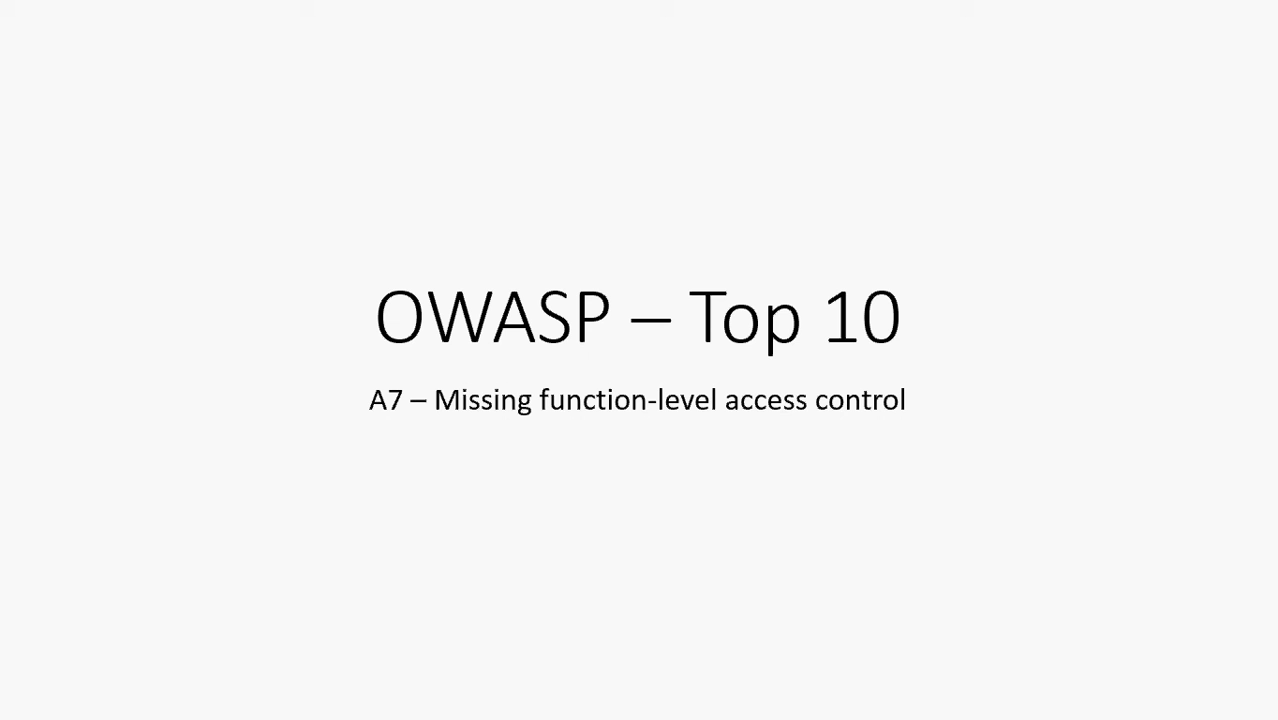 OWASP – Top 10
A7 – Missing function-level access control